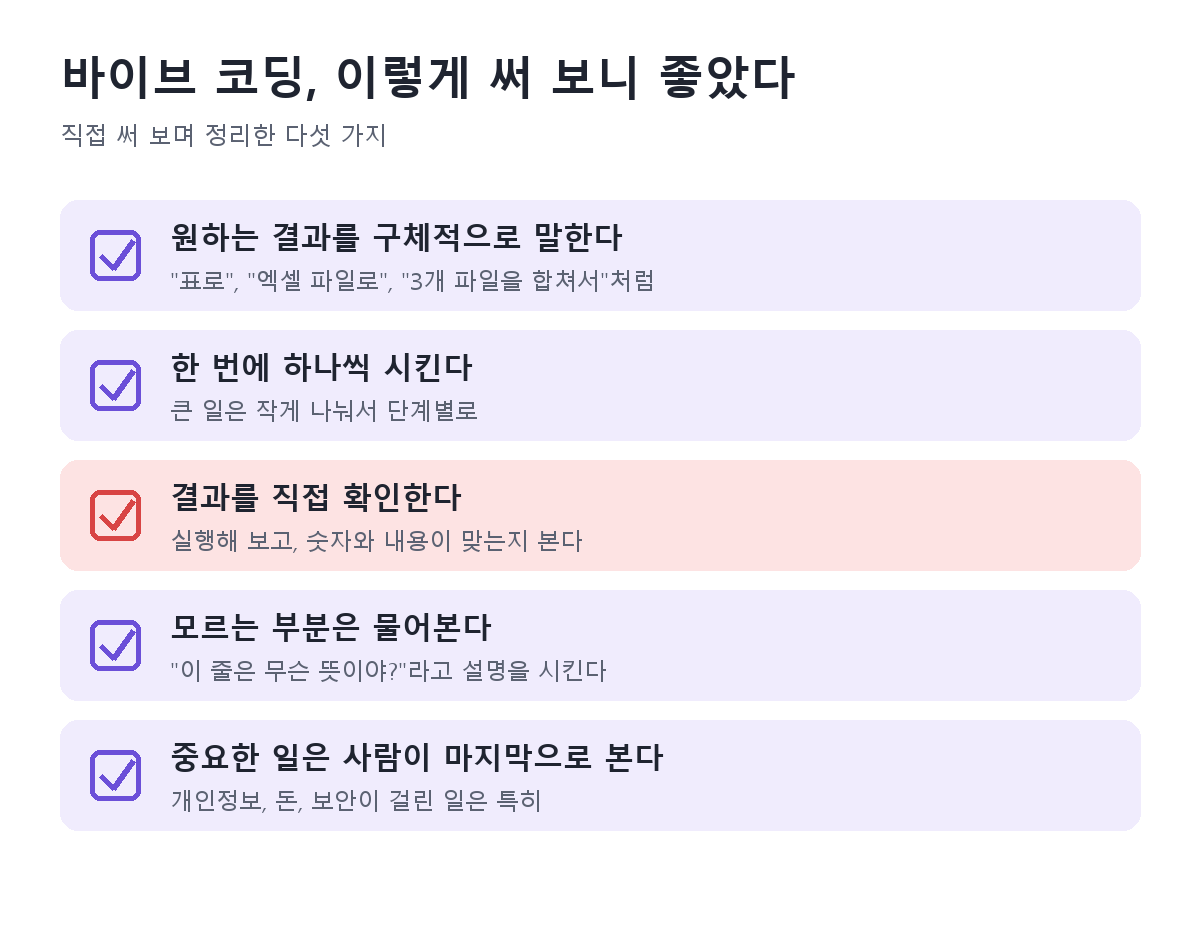 바이브 코딩, 이렇게 써 보니 좋았다
직접 써 보며 정리한 다섯 가지
원하는 결과를 구체적으로 말한다
"표로", "엑셀 파일로", "3개 파일을 합쳐서"처럼
한 번에 하나씩 시킨다
큰 일은 작게 나눠서 단계별로
결과를 직접 확인한다
실행해 보고, 숫자와 내용이 맞는지 본다
모르는 부분은 물어본다
"이 줄은 무슨 뜻이야?"라고 설명을 시킨다
중요한 일은 사람이 마지막으로 본다
개인정보, 돈, 보안이 걸린 일은 특히